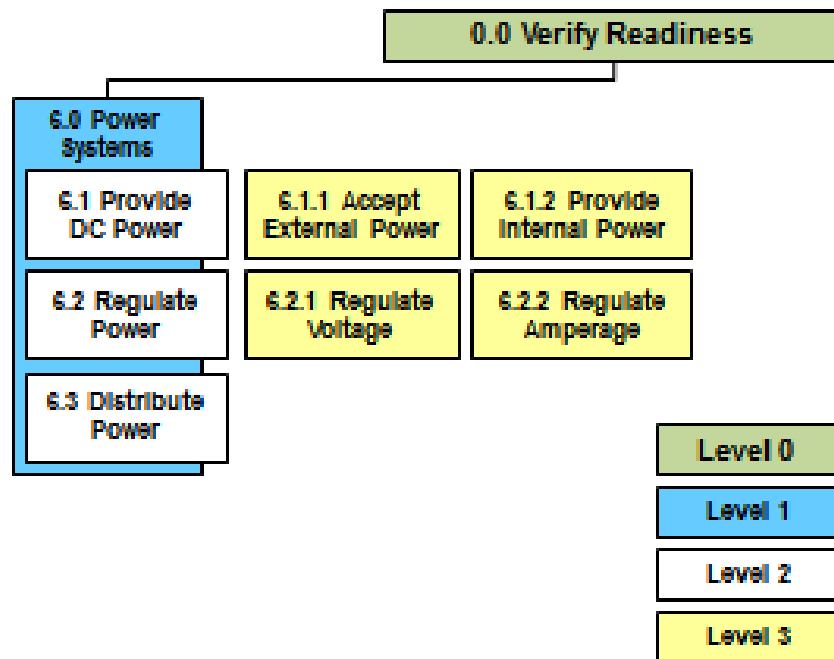 0.0 Verify Readiness
6.0 Power
Systems
6.1 Provide
DC Power
6.1.1 Accept
External Power
6.1.2 Provide
Internal Power
6.2 Regulate
Power
6.2.1 Regulate
Voltage
6.2.2 Regulate
Amperage
6.3 Distribute
Power
Level 0
Level 1
Level 2
Level 3